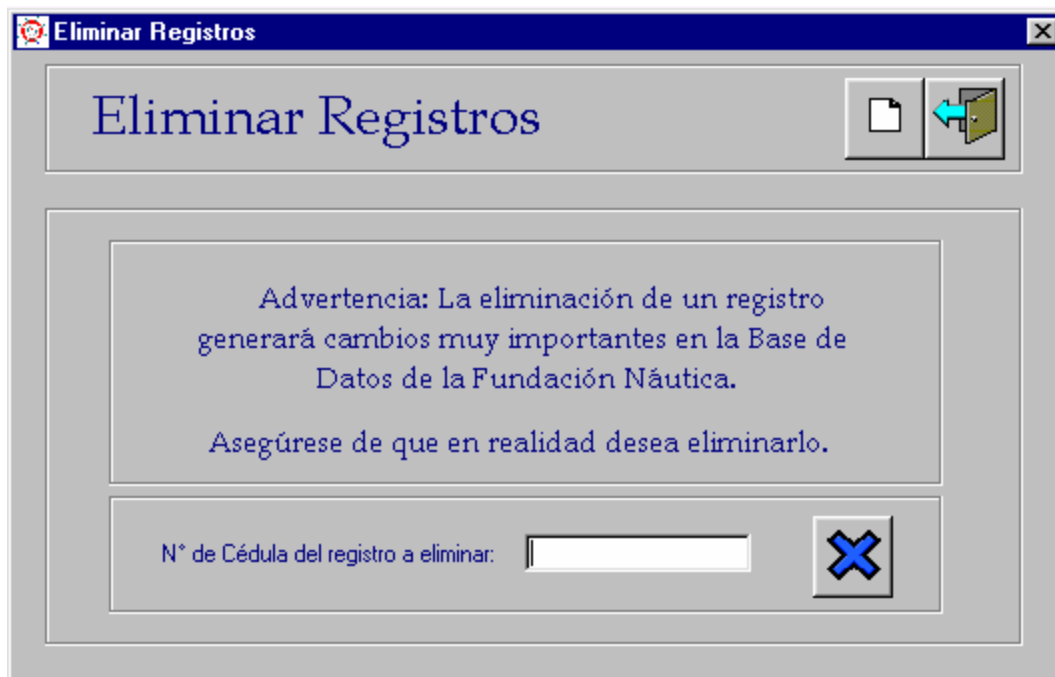 Eliminar Registros
Eliminar Registros
Advertencia: La eliminación de un registro
generará cambios muy importantes en la Base de
Datos de la Fundación Náutica.
Asegúrese de que en realidad desea eliminarlo.
N° de Cédula del registro a eliminar: